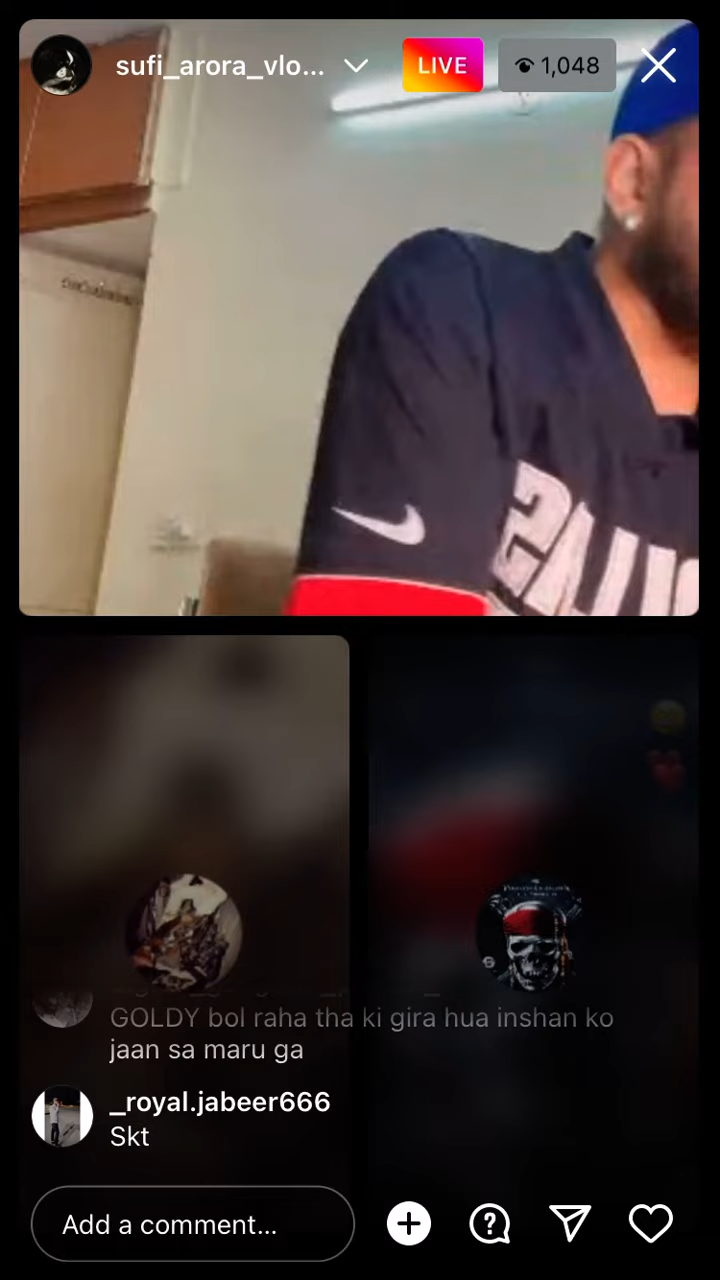 sufi_arora_vlo...
LIVE
1,048
GOLDY bol raha tha ki gira hua inshan ko
jaan sa maru ga
_royal.jabeer666
Skt
Add a comment...